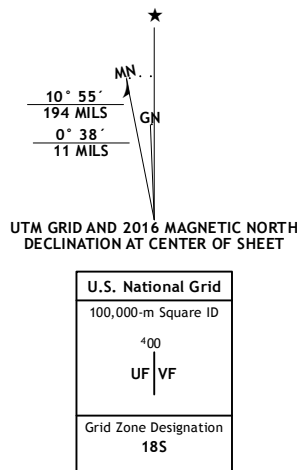 ★
MN
GN
10° 55´
194 MILS
0° 38´
11 MILS
UTM GRID AND 2016 MAGNETIC NORTH
DECLINATION AT CENTER OF SHEET
U.S. National Grid
100,000-m Square ID
⁴00
UF VF
Grid Zone Designation
18S